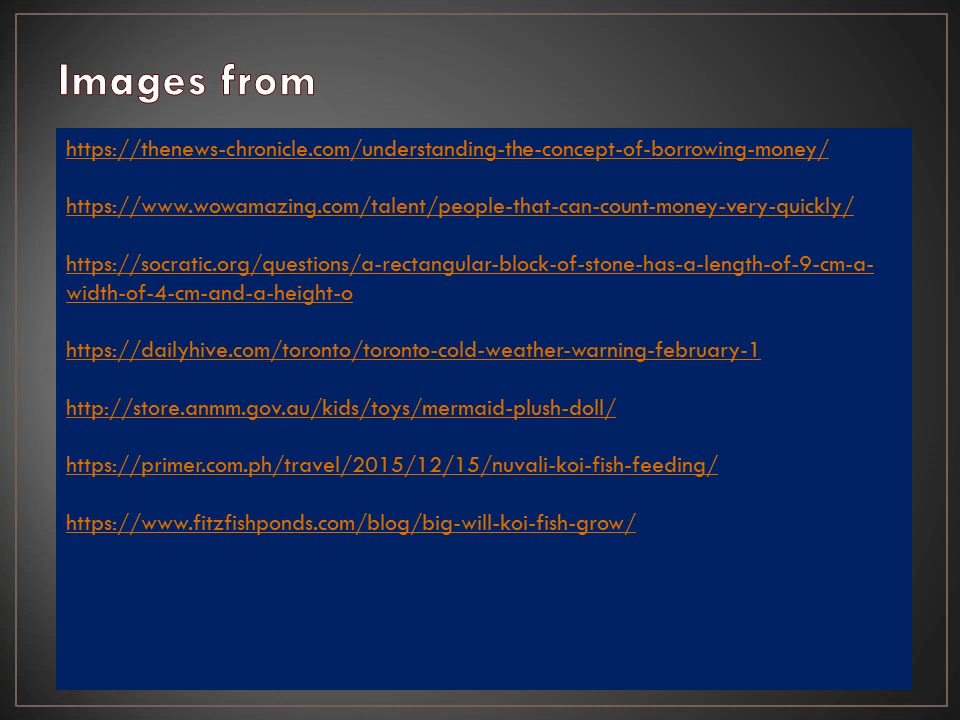 Images from
https://thenews-chronicle.com/understanding-the-concept-of-borrowing-money/
https://www.wowamazing.com/talent/people-that-can-count-money-very-quickly/
https://socratic.org/questions/a-rectangular-block-of-stone-has-a-length-of-9-cm-a-
width-of-4-cm-and-a-height-o
https://dailyhive.com/toronto/toronto-cold-weather-warning-february-1
http://store.anmm.gov.au/kids/toys/mermaid-plush-doll/
https://primer.com.ph/travel/2015/12/15/nuvali-koi-fish-feeding/
https://www.fitzfishponds.com/blog/big-will-koi-fish-grow/